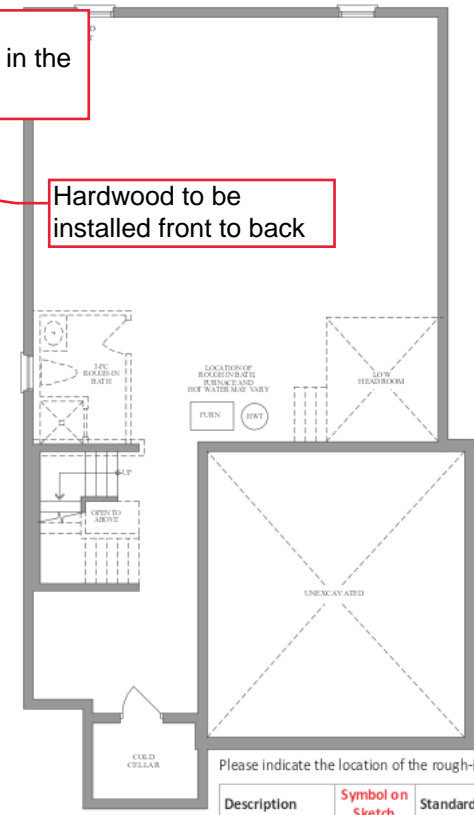 in the
Hardwood to be
installed front to back
3-PC
ROUGH-IN
BATH
LOCATION OF
ROUGH IN BATH,
FURNACE AND
HOT WATER MAY VARY
FURN
HWT
LOW
HEADROOM
UP
OPEN TO
ABOVE
UNEXCAVATED
COLD
CELLAR
Please indicate the location of the rough-i
Description
Symbol on
Sketch
Standard